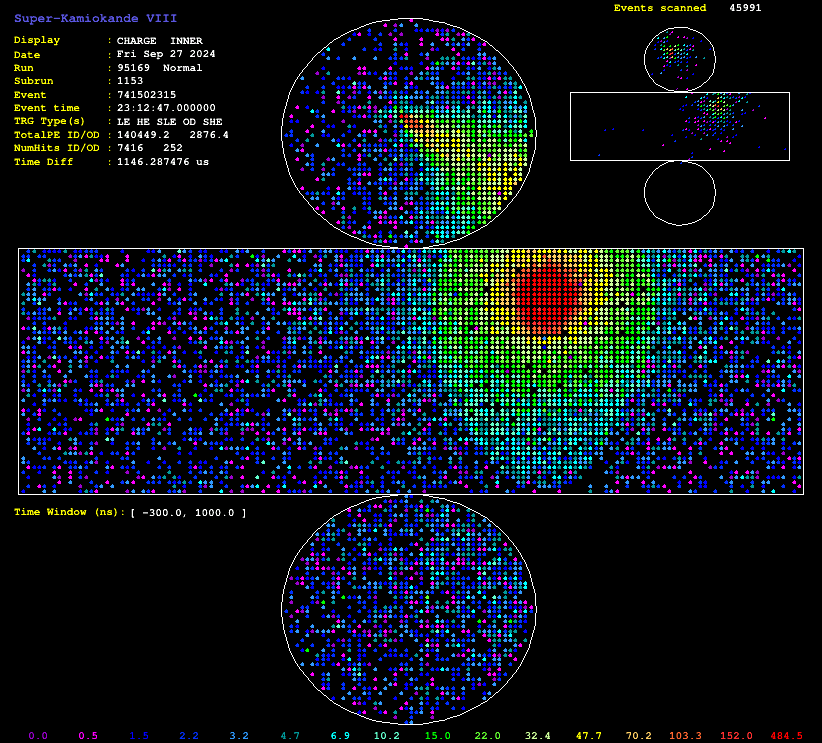 Super-Kamiokande VIII
Events scanned 45991
Display : CHARGE INNER
Date : Fri Sep 27 2024
Run : 95169 Normal
Subrun : 1153
Event : 741502315
Event time : 23:12:47.000000
TRG Type(s) : LE HE SLE OD SHE
TotalPE ID/OD : 140449.2 2876.4
NumHits ID/OD : 7416 252
Time Diff : 1146.287476 us
Time Window (ns): [ -300.0, 1000.0 ]
0.0 0.5 1.5 2.2 3.2 4.7 6.9 10.2 15.0 22.0 32.4 47.7 70.2 103.3 152.0 484.5